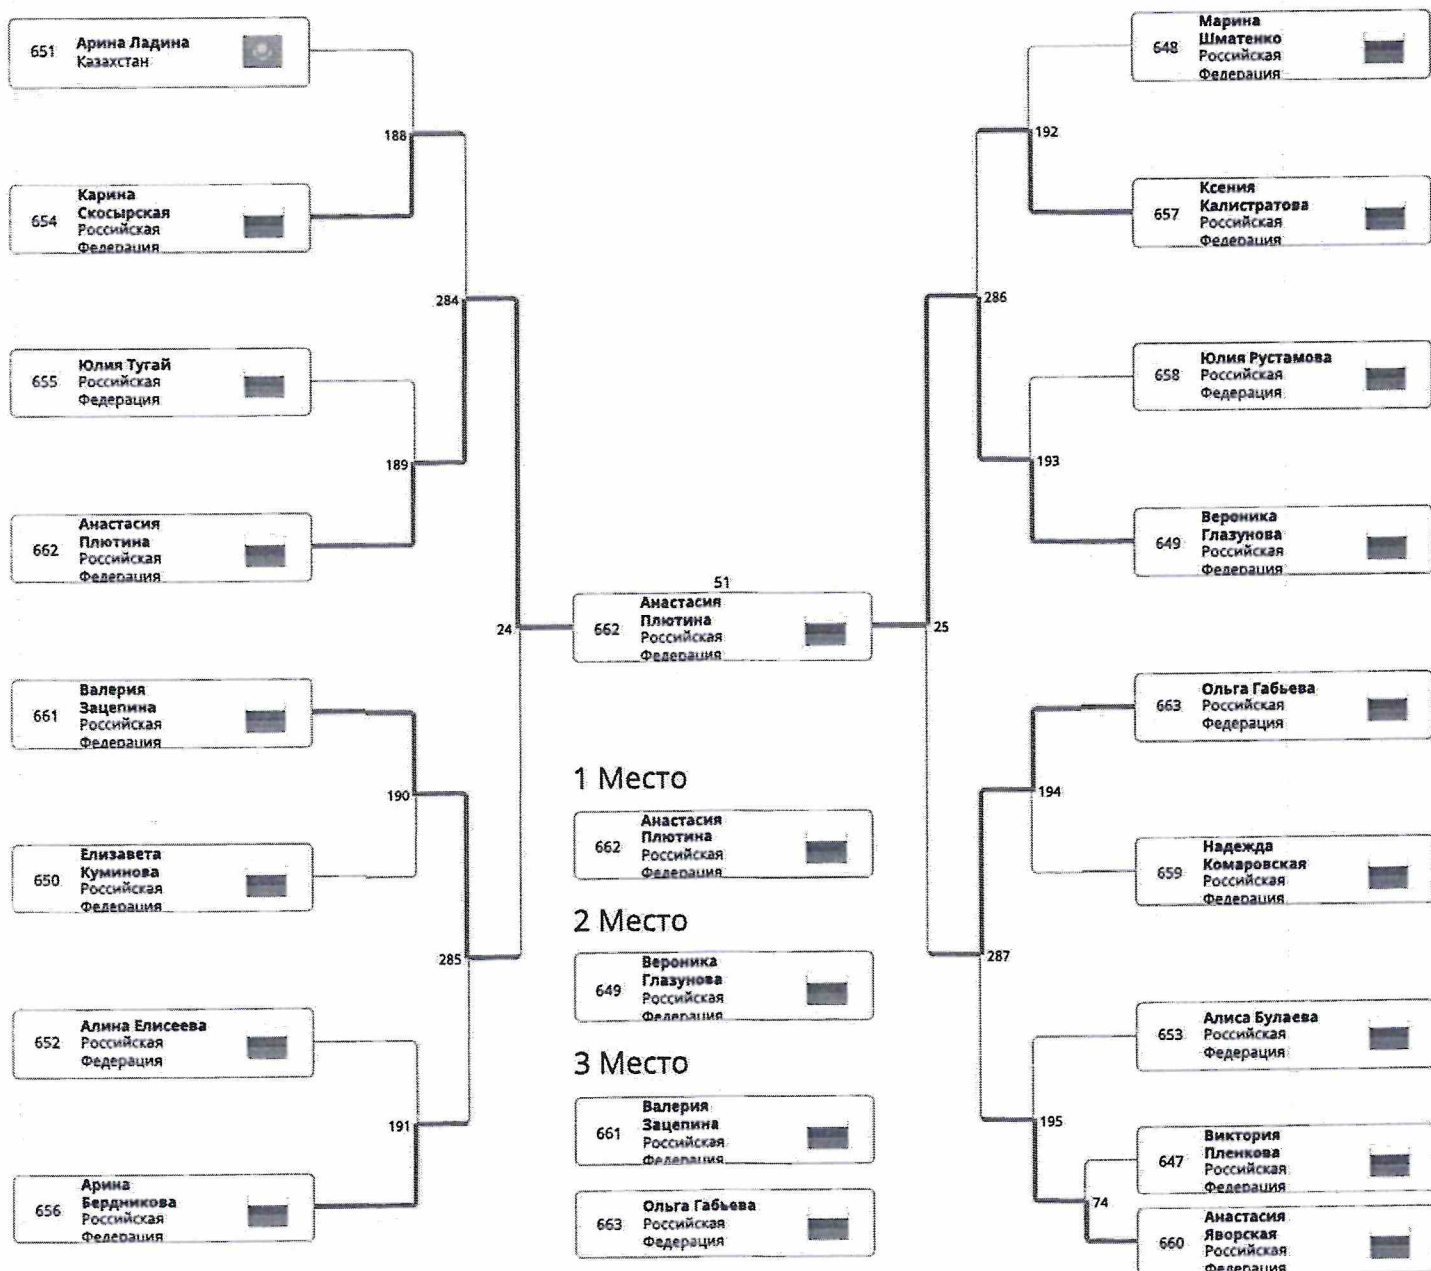 651
Арина Ладина
Казахстан
188
654
Карина
Скосырская
Российская
Федерация
284
655
Юлия Тугай
Российская
Федерация
189
662
Анастасия
Плютина
Российская
Федерация
24
661
Валерия
Зацепина
Российская
Федерация
190
650
Елизавета
Куминова
Российская
Федерация
285
652
Алина Елисеева
Российская
Федерация
191
656
Арина
Бердникова
Российская
Федерация
51
662
Анастасия
Плютина
Российская
Федерация
1 Место
662
Анастасия
Плютина
Российская
Федерация
2 Место
649
Вероника
Глазунова
Российская
Федерация
3 Место
661
Валерия
Зацепина
Российская
Федерация
663
Ольга Габьева
Российская
Федерация
648
Марина
Шматенко
Российская
Федерация
192
657
Ксения
Калистратова
Российская
Федерация
286
658
Юлия Рустамова
Российская
Федерация
193
649
Вероника
Глазунова
Российская
Федерация
25
663
Ольга Габьева
Российская
Федерация
194
659
Надежда
Комаровская
Российская
Федерация
287
653
Алиса Булаева
Российская
Федерация
195
647
Виктория
Пленкова
Российская
Федерация
74
660
Анастасия
Яворская
Российская
Федерация